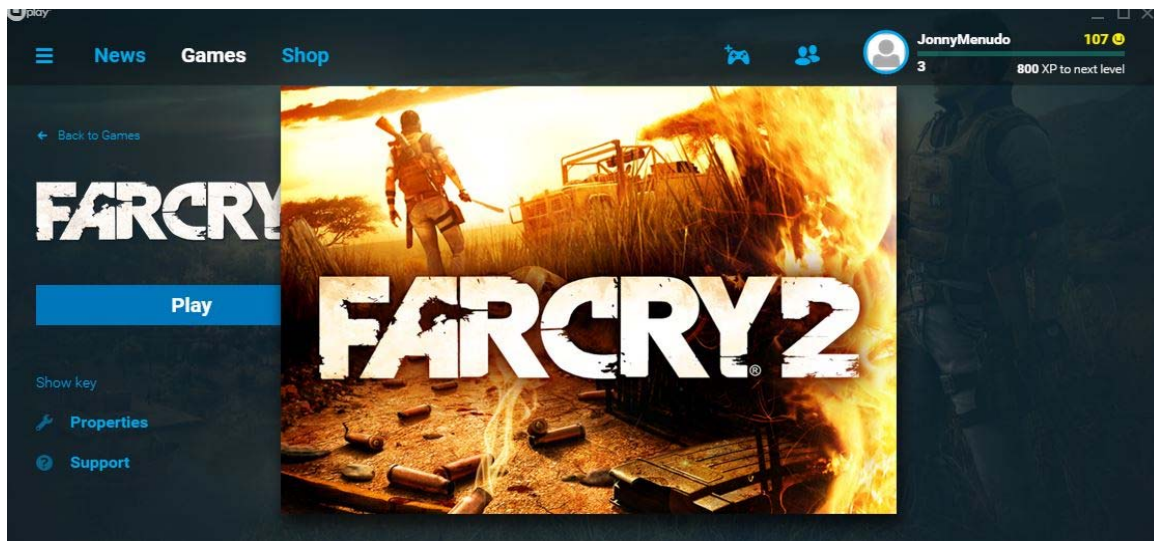 uplay
News Games Shop
JonnyMenudo 107
3 800 XP to next level
Back to Games
FARCRY
Play
Show key
Properties
Support
FARCRY2®